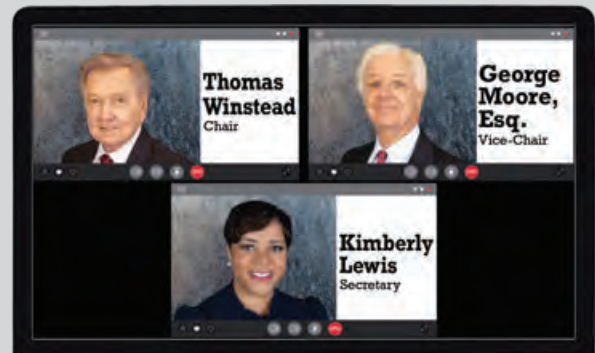 Thomas
Winstead
Chair
George
Moore,
Esq.
Vice-Chair
Kimberly
Lewis
Secretary